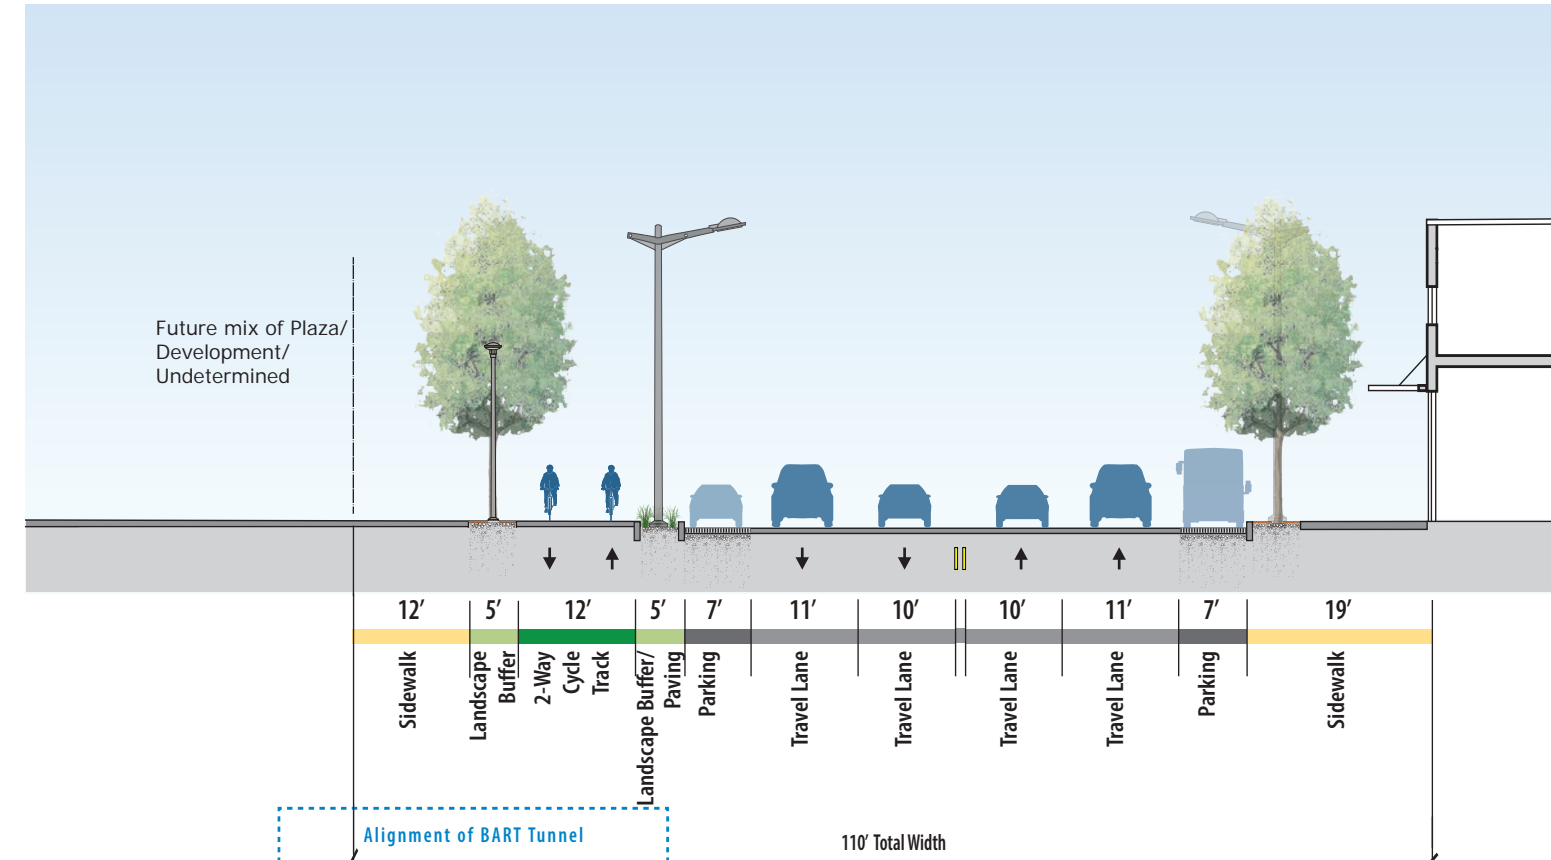 Future mix of Plaza/
Development/
Undetermined
12′
5′
12′
5′
7′
11′
10′
10′
11′
7′
19′
Sidewalk
Landscape
Buffer
2-Way
Cycle
Track
Landscape Buffer/
Paving
Parking
Travel Lane
Travel Lane
Travel Lane
Travel Lane
Parking
Sidewalk
Alignment of BART Tunnel
110′ Total Width